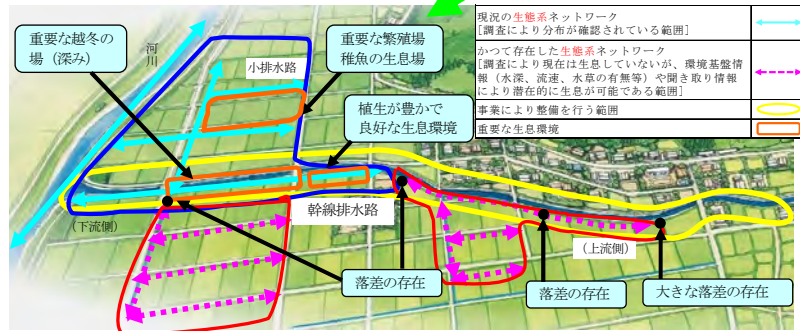 現況の生態系ネットワーク
[調査により分布が確認されている範囲]
かつて存在した生態系ネットワーク
[調査により現在は生息していないが、環境基盤情
報（水深、流速、水草の有無等）や聞き取り情報
により潜在的に生息が可能である範囲]
事業により整備を行う範囲
重要な生息環境
重要な越冬の
場（深み）
河川
小排水路
重要な繁殖場
稚魚の生息場
植生が豊かで
良好な生息環境
（下流側）
幹線排水路
（上流側）
落差の存在
落差の存在
大きな落差の存在